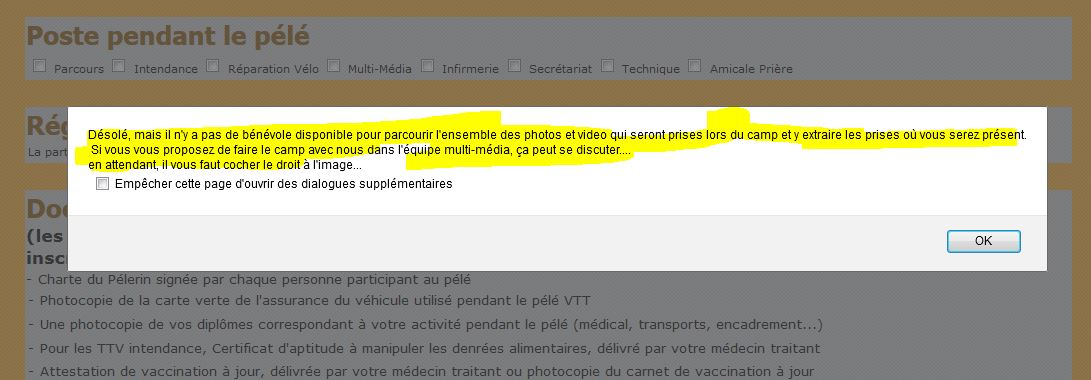 Poste pendant le pélé
Parcours Intendance Réparation Vélo Multi-Média Infirmerie Secrétariat Technique Amicale Prière
Rég
La part
Désolé, mais il n'y a pas de bénévole disponible pour parcourir l'ensemble des photos et video qui seront prises lors du camp et y extraire les prises où vous serez présent.
Si vous vous proposez de faire le camp avec nous dans l'équipe multi-média, ça peut se discuter....
en attendant, il vous faut cocher le droit à l'image...
Empêcher cette page d'ouvrir des dialogues supplémentaires
OK
Doc
(les
inscr
- Charte du Pélerin signée par chaque personne participant au pélé
- Photocopie de la carte verte de l'assurance du véhicule utilisé pendant le pélé VTT
- Une photocopie de vos diplômes correspondant à votre activité pendant le pélé (médical, transports, encadrement...)
- Pour les TTV intendance, Certificat d'aptitude à manipuler les denrées alimentaires, délivré par votre médecin traitant
- Attestation de vaccination à jour, délivrée par votre médecin traitant ou photocopie du carnet de vaccination à jour